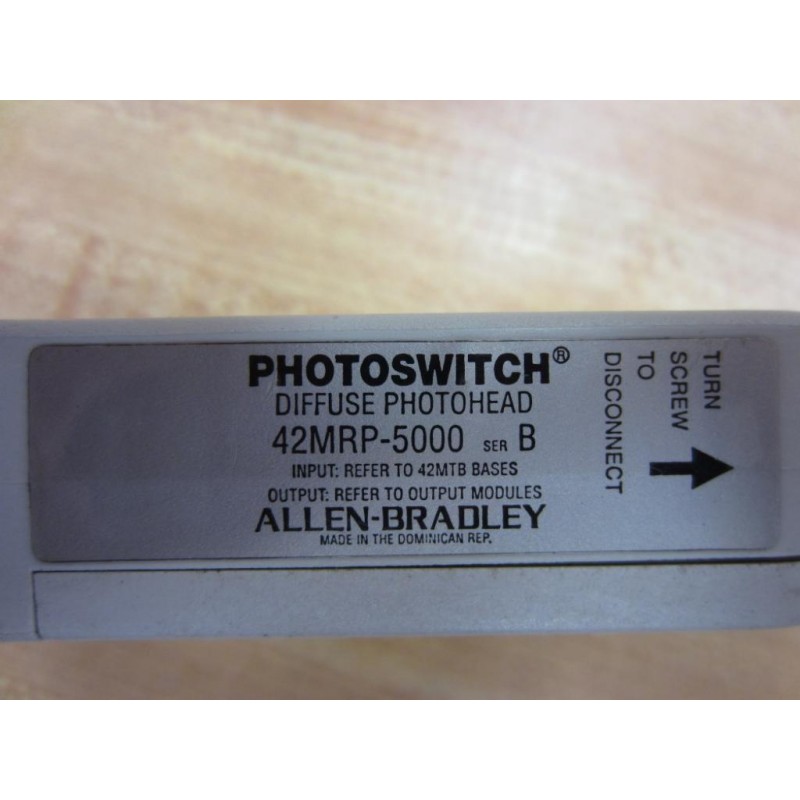 PHOTOSWITCH®
DIFFUSE PHOTOHEAD
42MRP-5000 SER B
INPUT: REFER TO 42MTB BASES
OUTPUT: REFER TO OUTPUT MODULES
ALLEN-BRADLEY
MADE IN THE DOMINICAN REP.
TURN
SCREW
TO
DISCONNECT